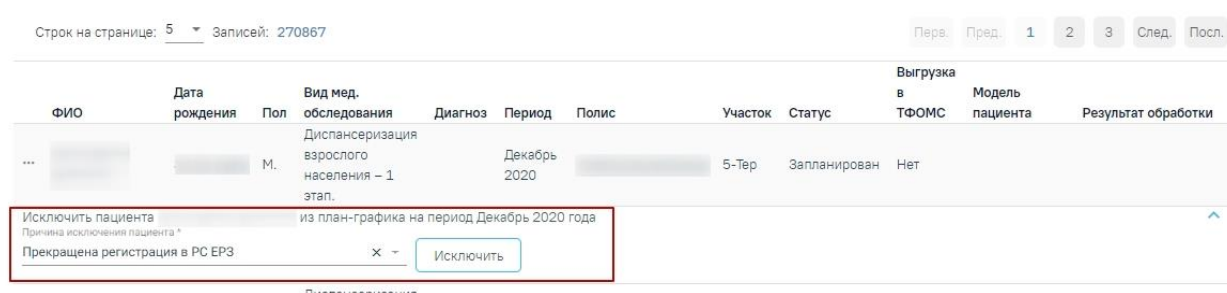 Строк на странице: 5 Записей: 270867 Перв. Пред. 1 2 3 След. Посл.
ФИО Дата рождения Пол Вид мед. обследования Диагноз Период Полис Участок Статус Выгрузка в ТФОМС Модель пациента Результат обработки
... М. Диспансеризация взрослого населения – 1 этап. Декабрь 2020 5-Тер Запланирован Нет
Исключить пациента из план-графика на период Декабрь 2020 года
Причина исключения пациента *
Прекращена регистрация в РС ЕРЗ Исключить
Диспансеризация